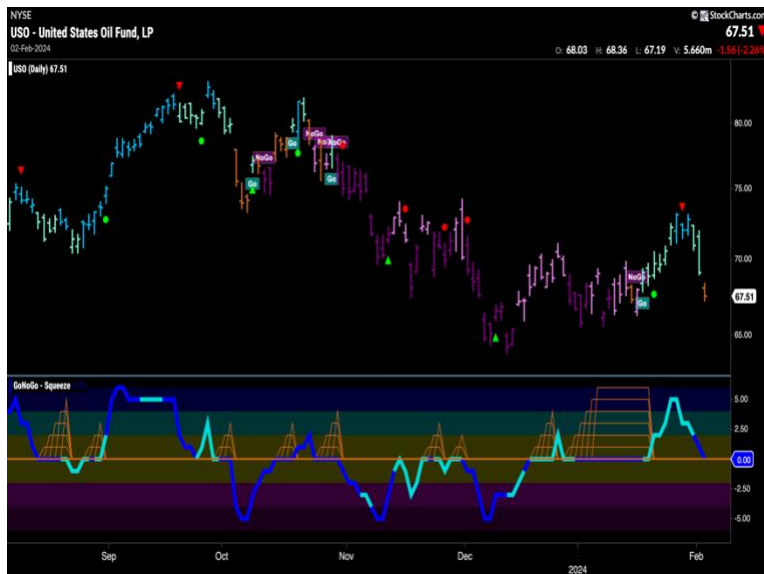 NYSE
© StockCharts.com
USO - United States Oil Fund, LP
67.51
02-Feb-2024
O: 68.03 H: 68.36 L: 67.19 V: 5.660m -1.56 (-2.26%
USO (Daily) 67.51
80.00
NoGo
NoGo
NoGo
Go
NoGo
Go
Go
75.00
70.00
NoGo
67.51
Go
65.00
GoNoGo - Squeeze
5.00
2.50
0.00
-2.50
-5.00
Sep
Oct
Nov
Dec
2024
Feb